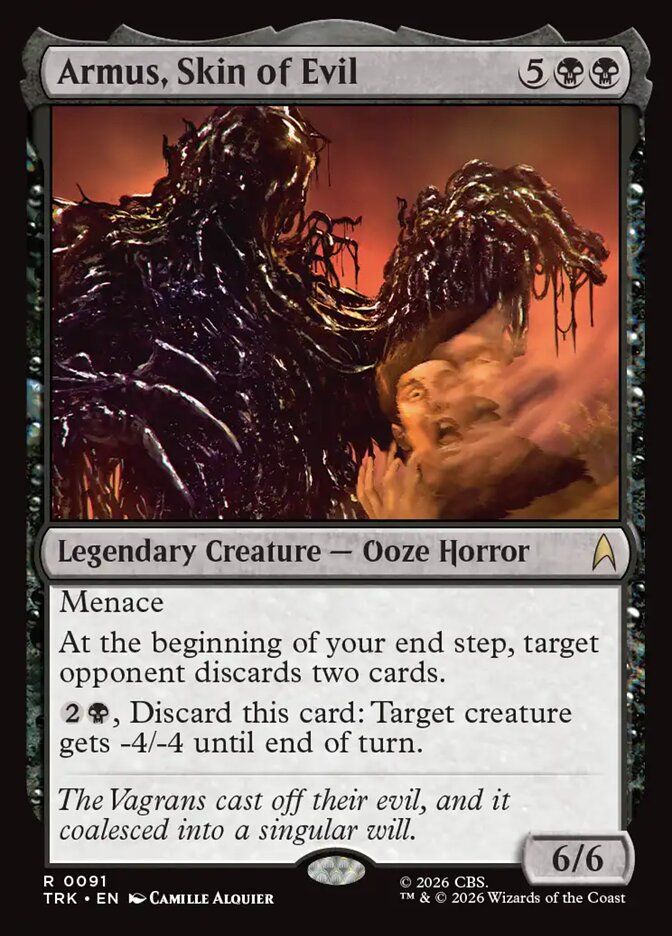 Armus, Skin of Evil 5
Legendary Creature — Ooze Horror
Menace
At the beginning of your end step, target
opponent discards two cards.
2, Discard this card: Target creature
gets -4/-4 until end of turn.
The Vagrans cast off their evil, and it
coalesced into a singular will.
6/6
R 0091
TRK • EN Camille Alquier
© 2026 CBS.
™ & © 2026 Wizards of the Coast